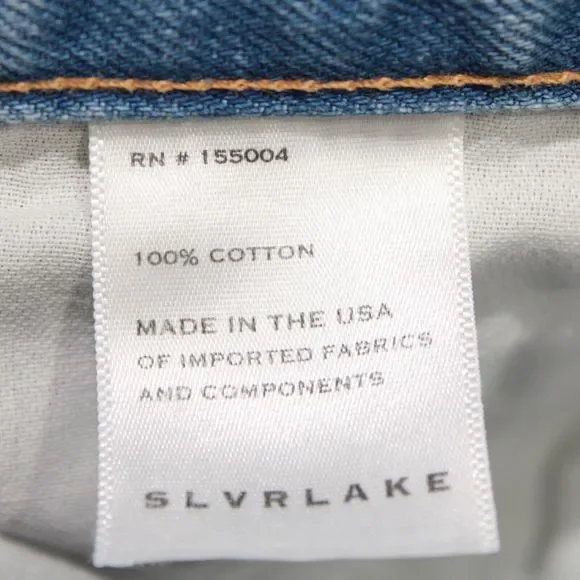 RN # 155004
100% COTTON
MADE IN THE USA
OF IMPORTED FABRICS
AND COMPONENTS
SLVRLAKE